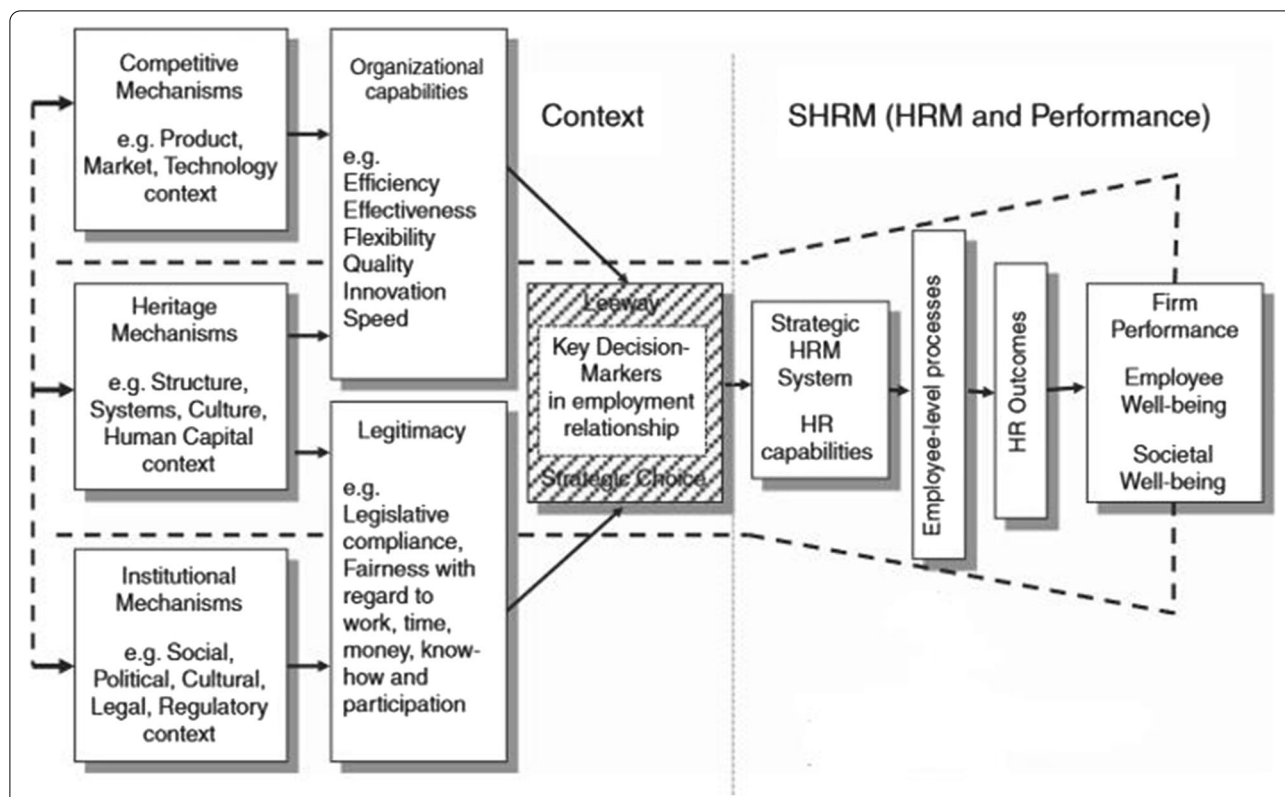 Competitive
Mechanisms
e.g. Product,
Market, Technology
context
Organizational
capabilities
e.g.
Efficiency
Effectiveness
Flexibility
Quality
Innovation
Speed
Context
SHRM (HRM and Performance)
Heritage
Mechanisms
e.g. Structure,
Systems, Culture,
Human Capital
context
Legitimacy
e.g.
Legislative
compliance,
Fairness with
regard to
work, time,
money, know-
how and
participation
Institutional
Mechanisms
e.g. Social,
Political, Cultural,
Legal, Regulatory
context
Leeway
Key Decision-
Markers
in employment
relationship
Strategic Choice
Strategic
HRM
System
HR
capabilities
Employee-level processes
HR Outcomes
Firm
Performance
Employee
Well-being
Societal
Well-being